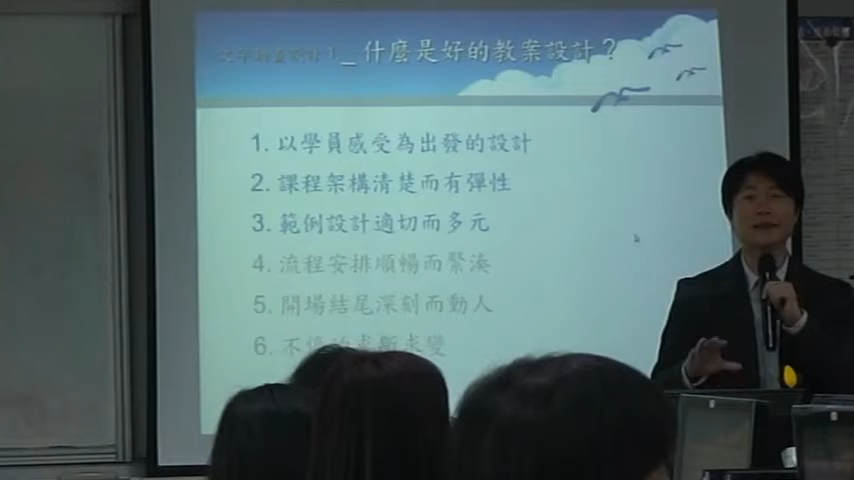 _什麼是好的教案設計？
1. 以學員感受為出發的設計
2. 課程架構清楚而有彈性
3. 範例設計適切而多元
4. 流程安排順暢而緊湊
5. 開場結尾深刻而動人
6. 不停的求新求變